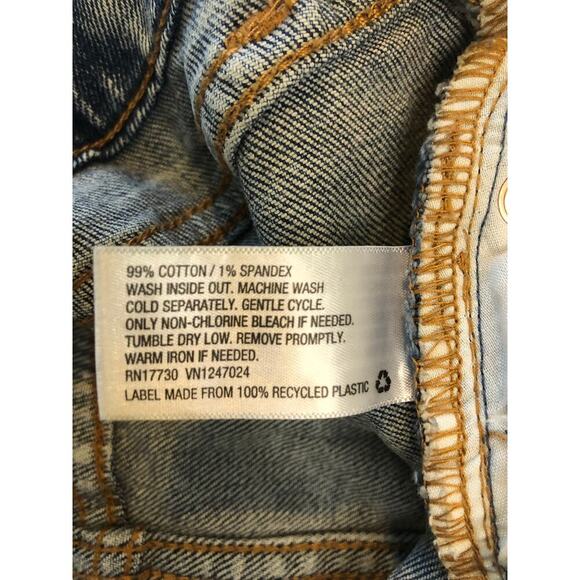 99% COTTON / 1% SPANDEX
WASH INSIDE OUT. MACHINE WASH
COLD SEPARATELY. GENTLE CYCLE.
ONLY NON-CHLORINE BLEACH IF NEEDED.
TUMBLE DRY LOW. REMOVE PROMPTLY.
WARM IRON IF NEEDED.
RN17730 VN1247024
LABEL MADE FROM 100% RECYCLED PLASTIC